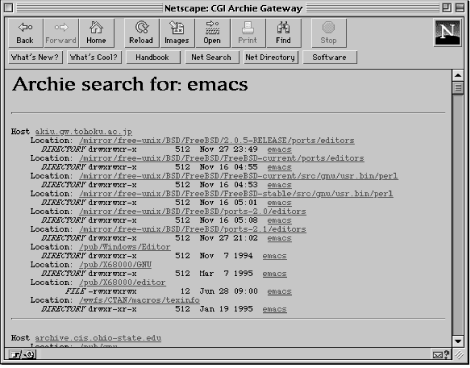 Netscape: CGI Archie Gateway
Back Forward Home Reload Images Open Print Find Stop
N
What's New? What's Cool? Handbook Net Search Net Directory Software
Archie search for: emacs
Host akiu.gw.tohoku.ac.jp
Location: /mirror/free-unix/BSD/FreeBSD/2.0.5-RELEASE/ports/editors
DIRECTORY drwxrwxr-x 512 Nov 27 23:49 emacs
Location: /mirror/free-unix/BSD/FreeBSD/FreeBSD-current/ports/editors
DIRECTORY drwxrwxr-x 512 Nov 16 04:55 emacs
Location: /mirror/free-unix/BSD/FreeBSD/FreeBSD-current/src/gnu/usr.bin/perl
DIRECTORY drwxrwxr-x 512 Nov 16 04:53 emacs
Location: /mirror/free-unix/BSD/FreeBSD/FreeBSD-stable/src/gnu/usr.bin/perl
DIRECTORY drwxrwxr-x 512 Nov 16 05:01 emacs
Location: /mirror/free-unix/BSD/FreeBSD/ports-2.0/editors
DIRECTORY drwxrwxr-x 512 Nov 16 05:08 emacs
Location: /mirror/free-unix/BSD/FreeBSD/ports-2.1/editors
DIRECTORY drwxrwxr-x 512 Nov 27 21:02 emacs
Location: /pub/Windows/Editor
DIRECTORY drwxrwxr-x 512 Nov 7 1994 emacs
Location: /pub/X68000/GNU
DIRECTORY drwxrwxr-x 512 Mar 7 1995 emacs
Location: /pub/X68000/editor
FILE -rwxrwxrwx 12 Jun 28 09:00 emacs
Location: /wwfs/CTAN/macros/texinfo
DIRECTORY drwxr-xr-x 512 Jan 19 1995 emacs
Host archive.cis.ohio-state.edu
Location: /pub/gnu